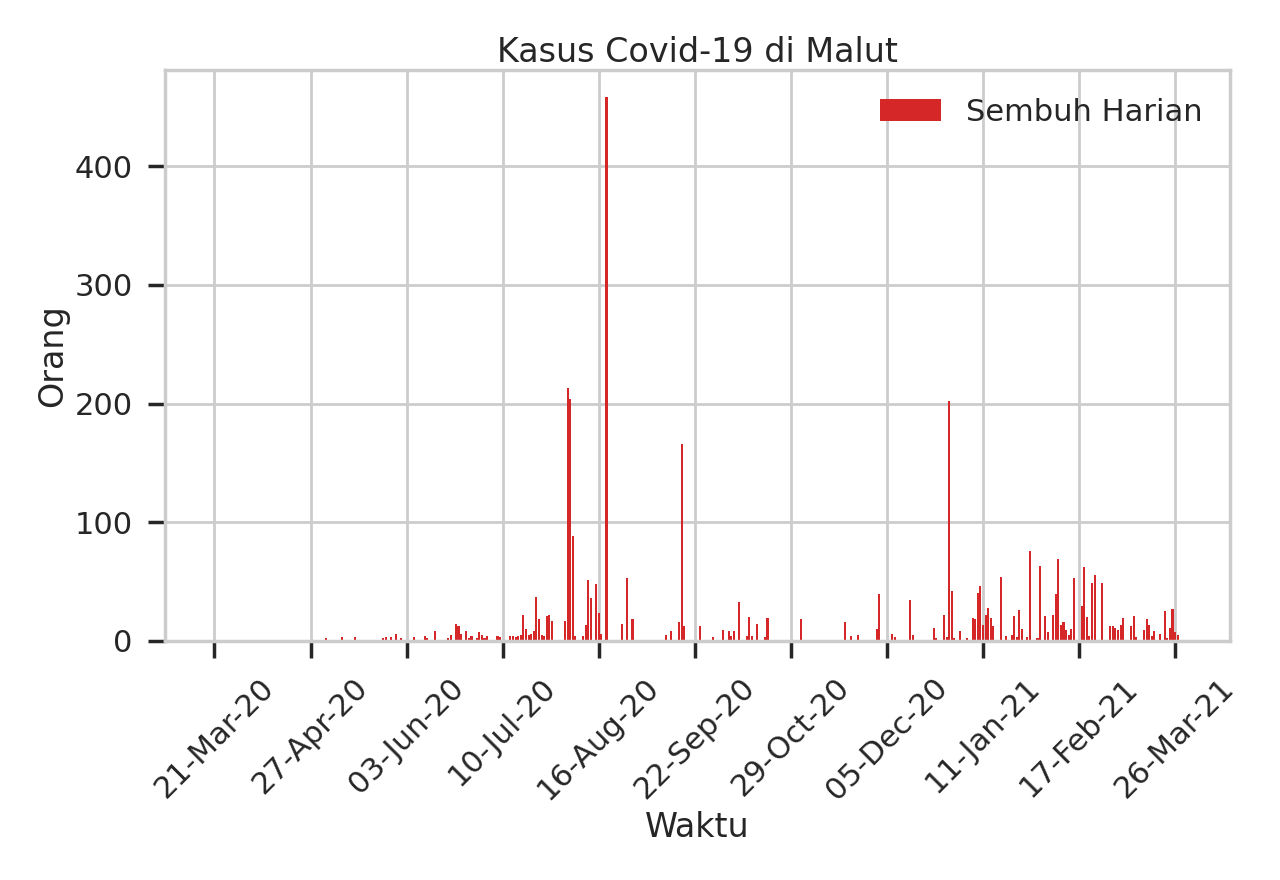 Kasus Covid-19 di Malut
Sembuh Harian
Orang
400
300
200
100
0
21-Mar-20
27-Apr-20
03-Jun-20
10-Jul-20
16-Aug-20
22-Sep-20
29-Oct-20
05-Dec-20
11-Jan-21
17-Feb-21
26-Mar-21
Waktu